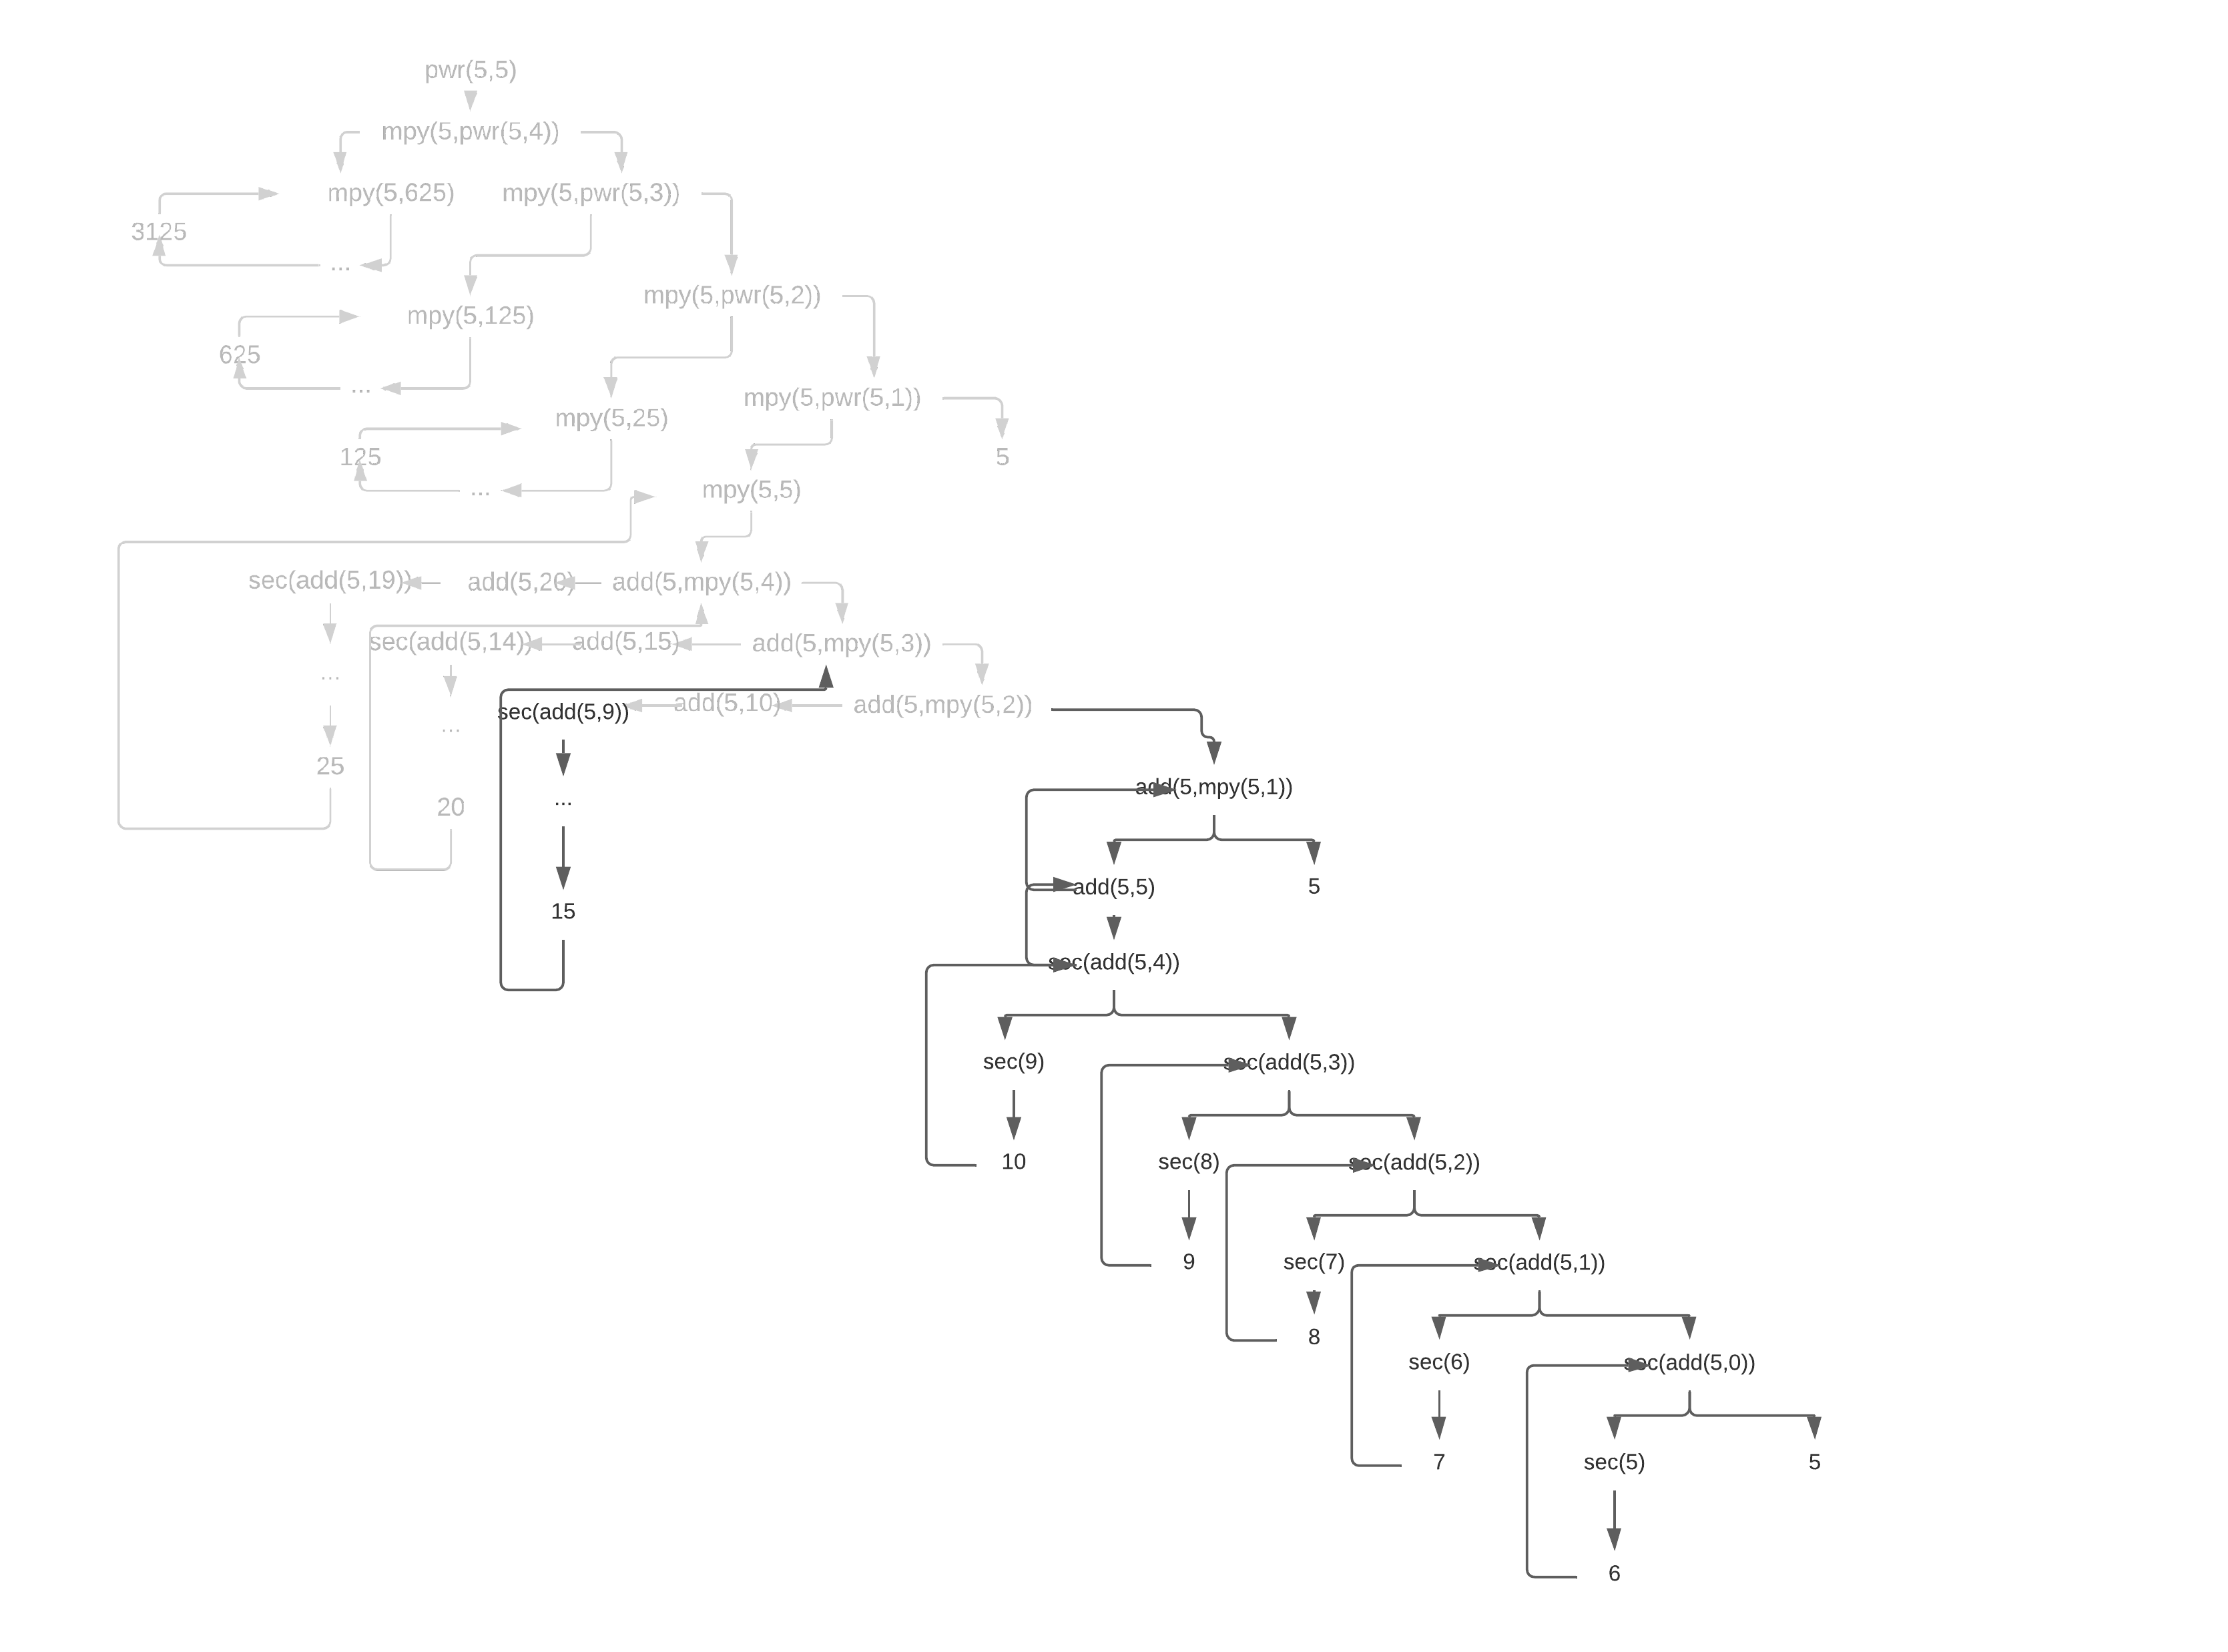 pwr(5,5)
mpy(5,pwr(5,4))
mpy(5,625) mpy(5,pwr(5,3))
3125
...
mpy(5,pwr(5,2))
mpy(5,125)
625
...
mpy(5,pwr(5,1))
mpy(5,25)
125 5
... mpy(5,5)
sec(add(5,19)) add(5,20) add(5,mpy(5,4))
sec(add(5,14)) add(5,15) add(5,mpy(5,3))
...
sec(add(5,9)) add(5,10) add(5,mpy(5,2))
...
25
add(5,mpy(5,1))
...
20
add(5,5) 5
15
sec(add(5,4))
sec(9) sec(add(5,3))
10 sec(8) sec(add(5,2))
9 sec(7) sec(add(5,1))
8
sec(6) sec(add(5,0))
7 sec(5) 5
6